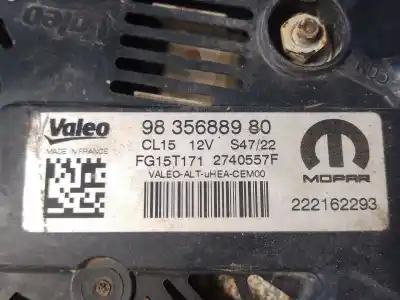 Valeo
Valeo
MADE IN FRANCE
98 356889 80
CL15 12V S47/22
FG15T171 2740557F
VALEO-ALT-uHEA-CEM00
MOPAR
222162293